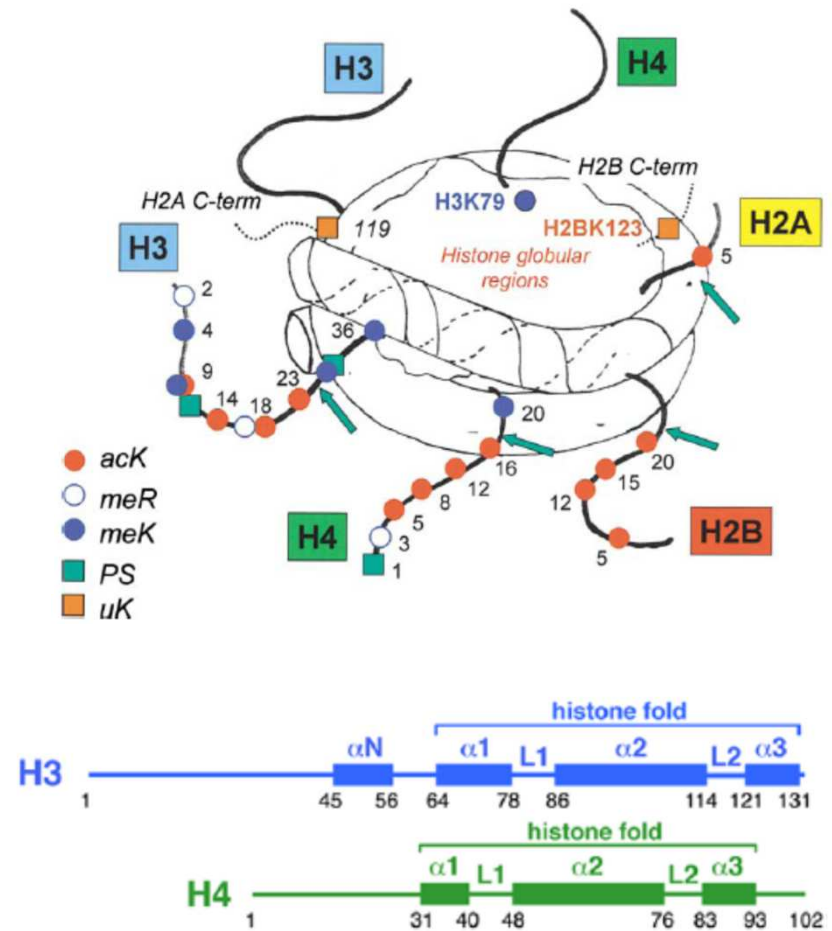 H3
H4
H2B C-term
H2A C-term
H3K79
H2BK123
H2A
119
H3
Histone globular
regions
5
2
4
36
9
23
14
18
20
16
20
acK
12
15
12
meR
8
5
H4
H2B
meK
3
5
1
PS
uK
histone fold
αN
α1
L1
α2
L2
α3
H3
1
45
56
64
78
86
114
121
131
histone fold
α1
L1
α2
L2
α3
H4
1
31
40
48
76
83
93
102